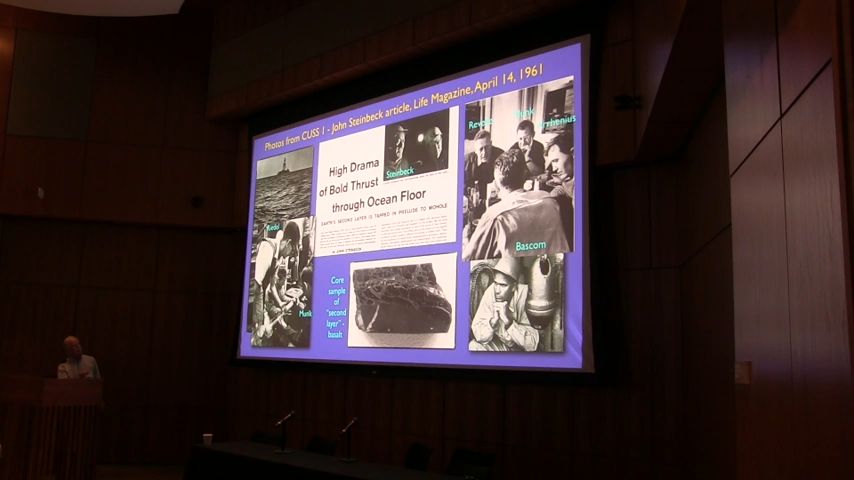 Photos from CUSS I - John Steinbeck article, Life Magazine, April 14, 1961
High Drama
of Bold Thrust
through Ocean Floor
EARTH'S SECOND LAYER IS TAPPED IN PRELUDE TO MOHOLE
Steinbeck
Munk
Arrhenius
Bascom
Riedel
Munk
Core
sample
of
"second
layer" -
basalt